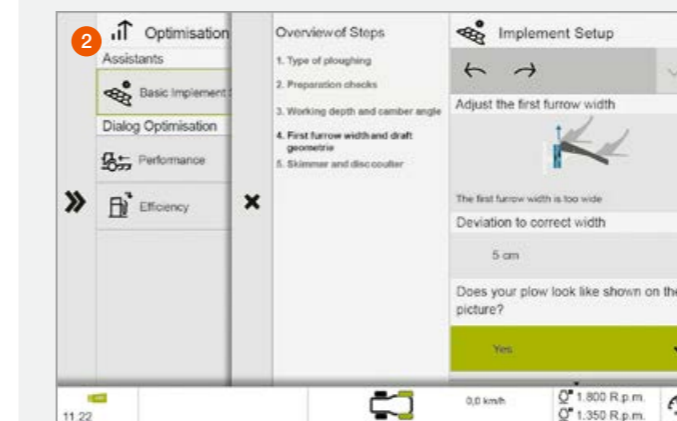 2
Optimisation
Assistants
Basic Implement
Dialog Optimisation
Performance
Efficiency
Overview of Steps
1. Type of ploughing
2. Preparation checks
3. Working depth and camber angle
4. First furrow width and draft
geometrie
5. Skimmer and disc coulter
Implement Setup
Adjust the first furrow width
The first furrow width is too wide
Deviation to correct width
5 cm
Does your plow look like shown on the
picture?
Yes
11.22
0,0 km/h
1.800 R.p.m.
1.350 R.p.m.